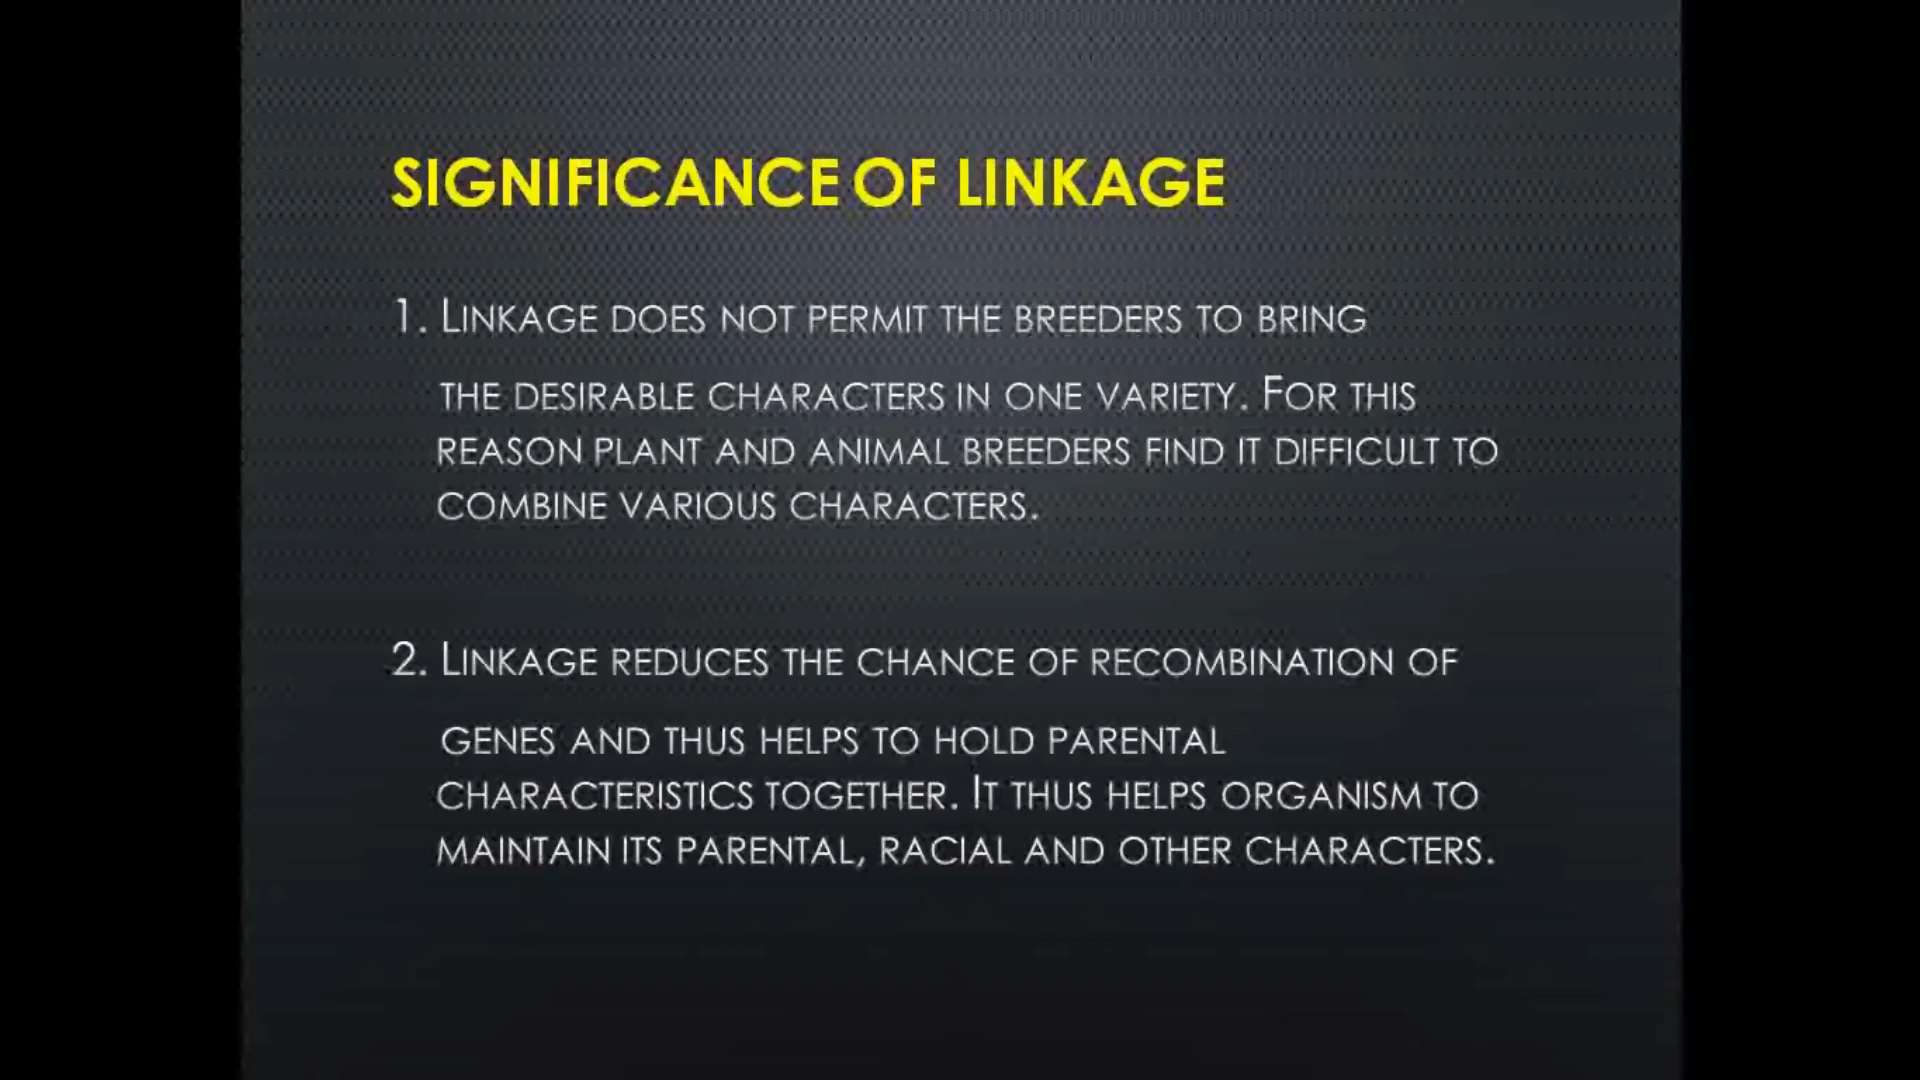 SIGNIFICANCE OF LINKAGE
1. LINKAGE DOES NOT PERMIT THE BREEDERS TO BRING
THE DESIRABLE CHARACTERS IN ONE VARIETY. FOR THIS
REASON PLANT AND ANIMAL BREEDERS FIND IT DIFFICULT TO
COMBINE VARIOUS CHARACTERS.
2. LINKAGE REDUCES THE CHANCE OF RECOMBINATION OF
GENES AND THUS HELPS TO HOLD PARENTAL
CHARACTERISTICS TOGETHER. IT THUS HELPS ORGANISM TO
MAINTAIN ITS PARENTAL, RACIAL AND OTHER CHARACTERS.